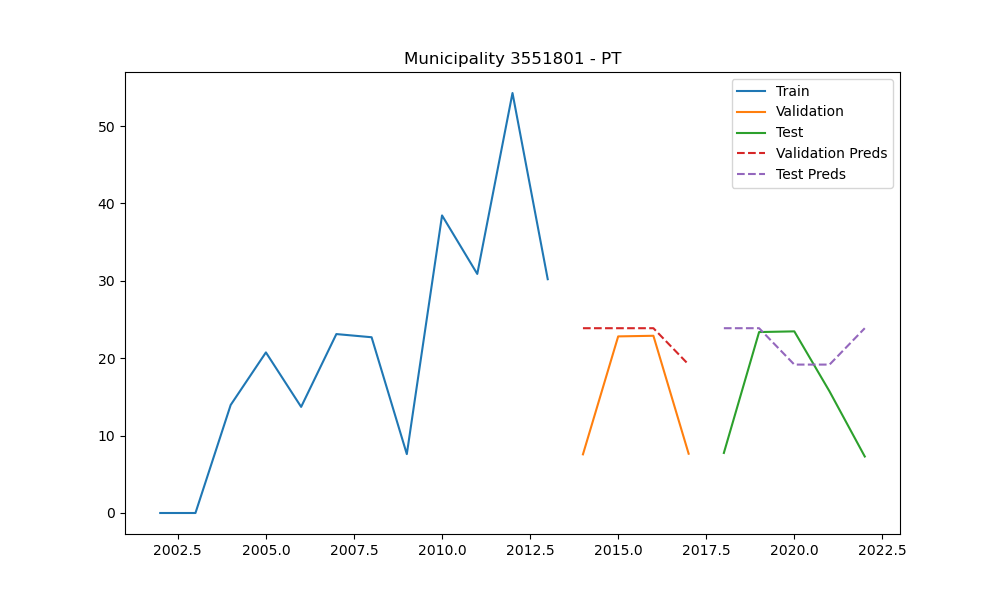 Municipality 3551801 - PT
Train
Validation
Test
Validation Preds
Test Preds
50
40
30
20
10
0
2002.5 2005.0 2007.5 2010.0 2012.5 2015.0 2017.5 2020.0 2022.5